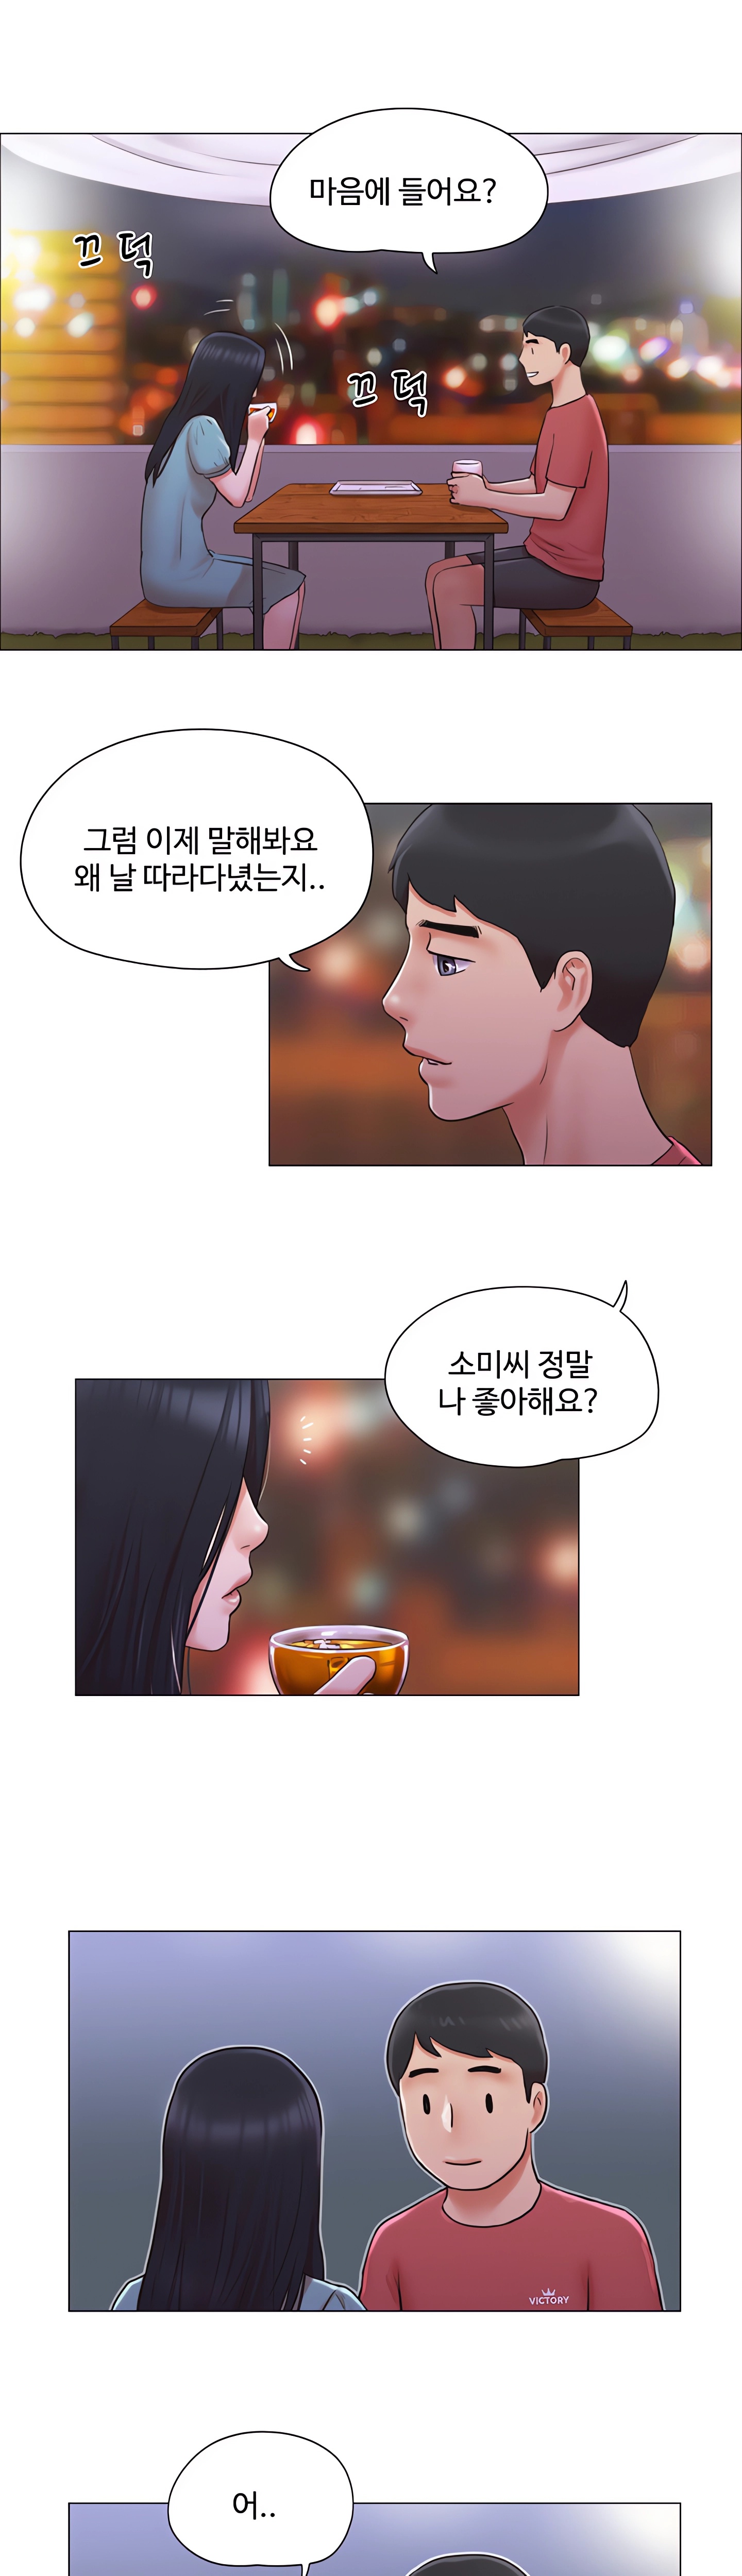 마음에 들어요?
끄덕
끄덕
그럼 이제 말해봐요
왜 날 따라다녔는지..
소미씨 정말
나 좋아해요?
VICTORY
어..